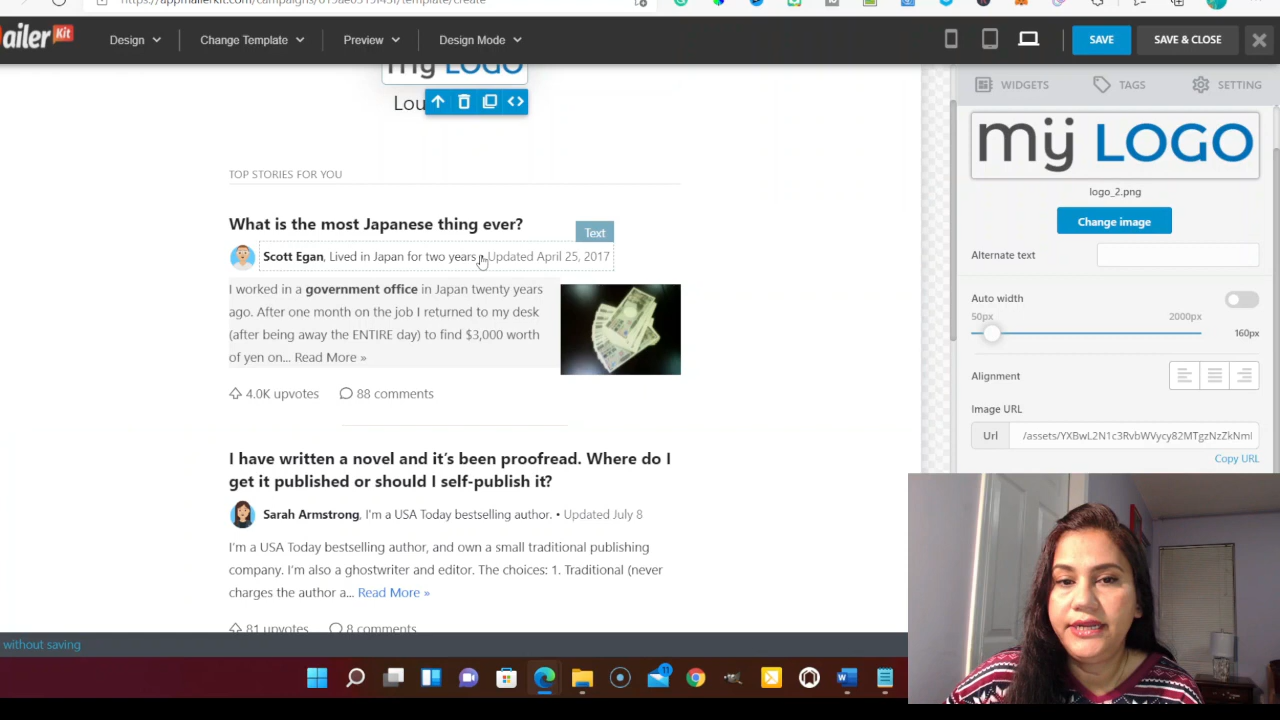 ailer Kit
Design
Change Template
Preview
Design Mode
SAVE
SAVE & CLOSE
WIDGETS
TAGS
SETTING
my LOGO
Lou
TOP STORIES FOR YOU
What is the most Japanese thing ever?
Text
Scott Egan, Lived in Japan for two years • Updated April 25, 2017
I worked in a government office in Japan twenty years
ago. After one month on the job I returned to my desk
(after being away the ENTIRE day) to find $3,000 worth
of yen on... Read More »
4.0K upvotes
88 comments
I have written a novel and it's been proofread. Where do I
get it published or should I self-publish it?
Sarah Armstrong, I'm a USA Today bestselling author. • Updated July 8
I'm a USA Today bestselling author, and own a small traditional publishing
company. I'm also a ghostwriter and editor. The choices: 1. Traditional (never
charges the author a... Read More »
81 upvotes
8 comments
without saving
mÿ LOGO
logo_2.png
Change image
Alternate text
Auto width
50px
2000px
160px
Alignment
Image URL
Url
Copy URL
11